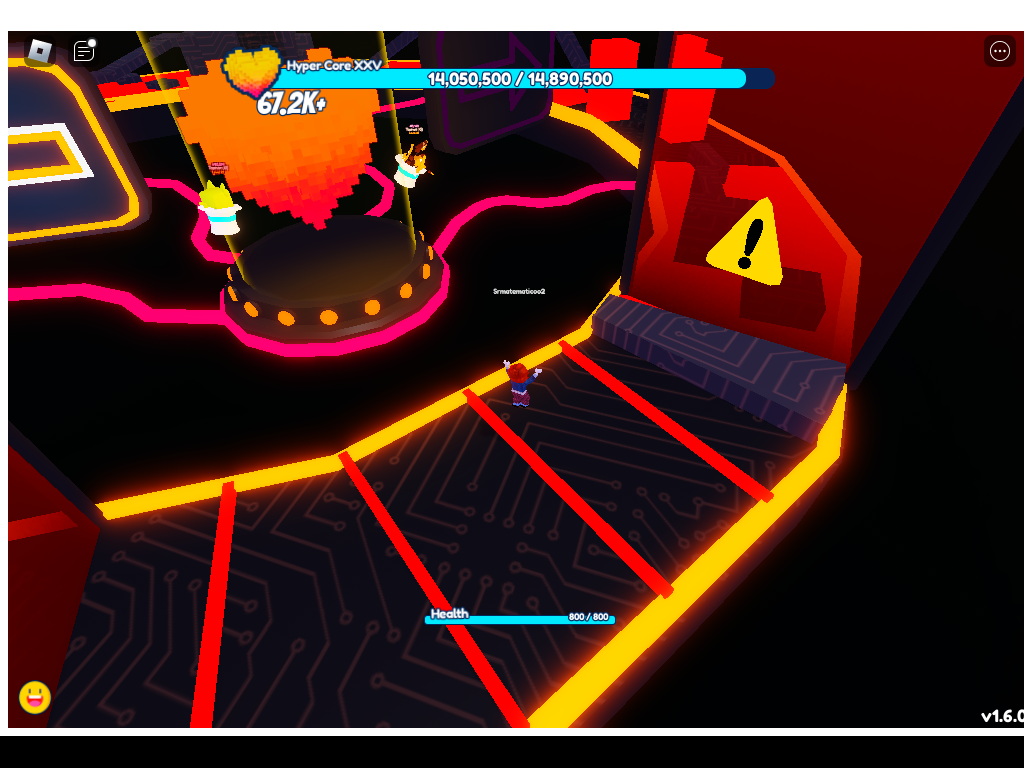 Hyper Core XXV
14,050,500 / 14,890,500
67.2K+
Srmatematicoo2
Health
800 / 800
v1.6.0